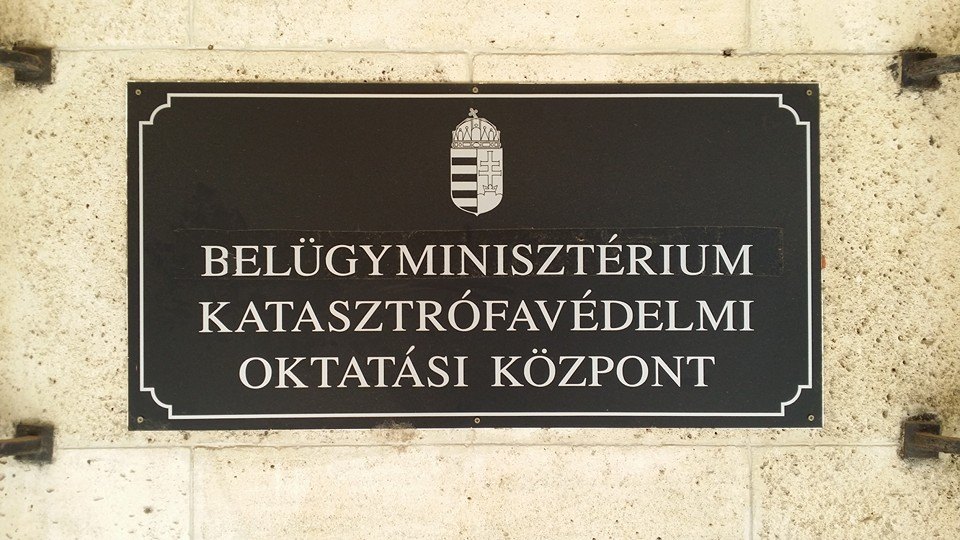 BELÜGYMINISZTÉRIUM
KATASZTRÓFAVÉDELMI
OKTATÁSI KÖZPONT